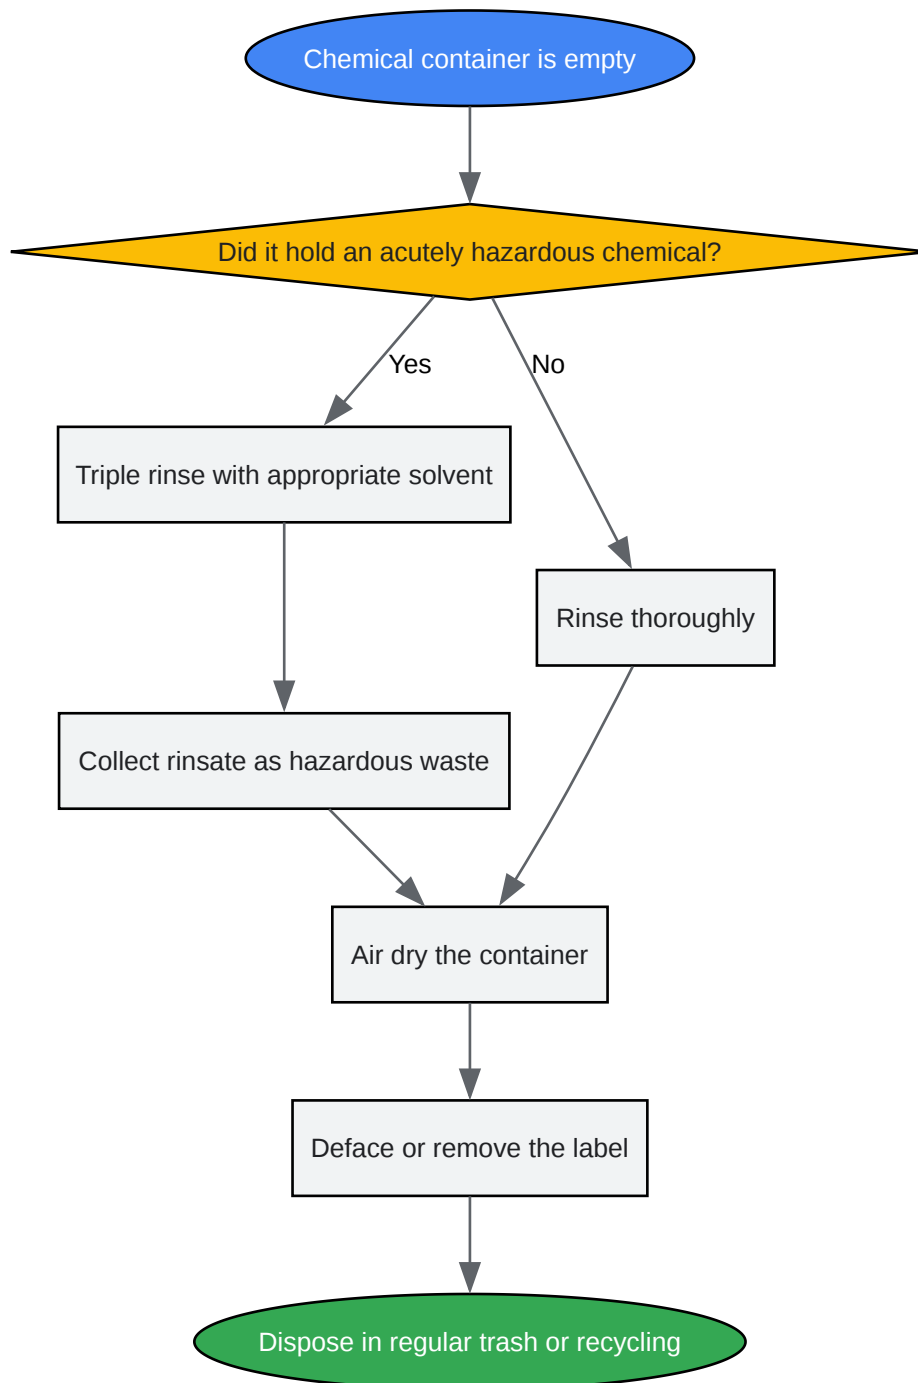 Chemical container is empty
Did it hold an acutely hazardous chemical?
Yes
No
Triple rinse with appropriate solvent
Rinse thoroughly
Collect rinsate as hazardous waste
Air dry the container
Deface or remove the label
Dispose in regular trash or recycling